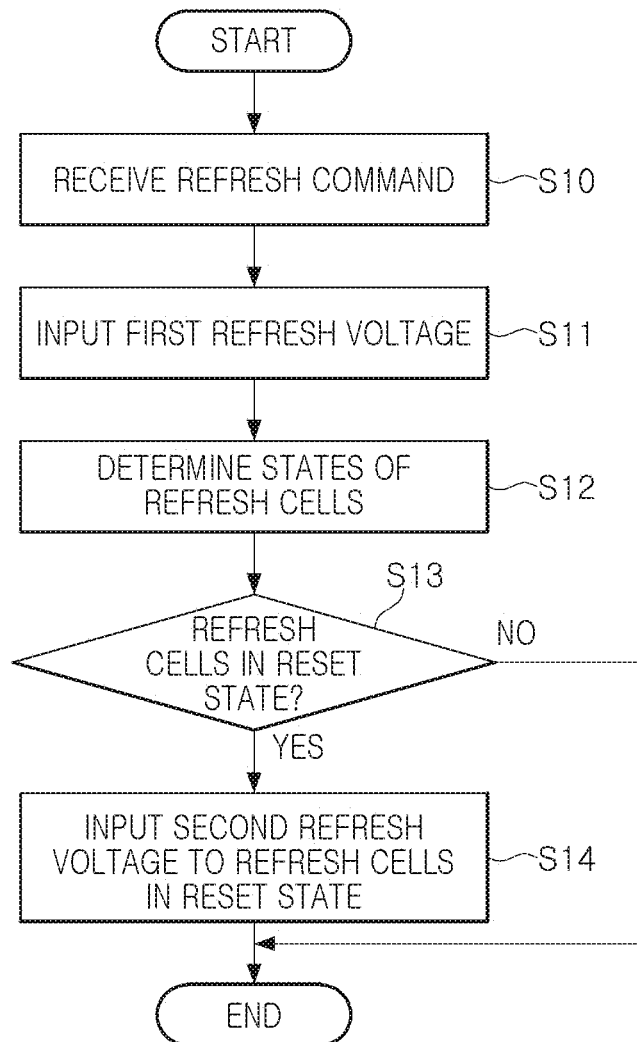 START
RECEIVE REFRESH COMMAND
S10
INPUT FIRST REFRESH VOLTAGE
S11
DETERMINE STATES OF
REFRESH CELLS
S12
S13
REFRESH
CELLS IN RESET
STATE?
NO
YES
INPUT SECOND REFRESH
VOLTAGE TO REFRESH CELLS
IN RESET STATE
S14
END